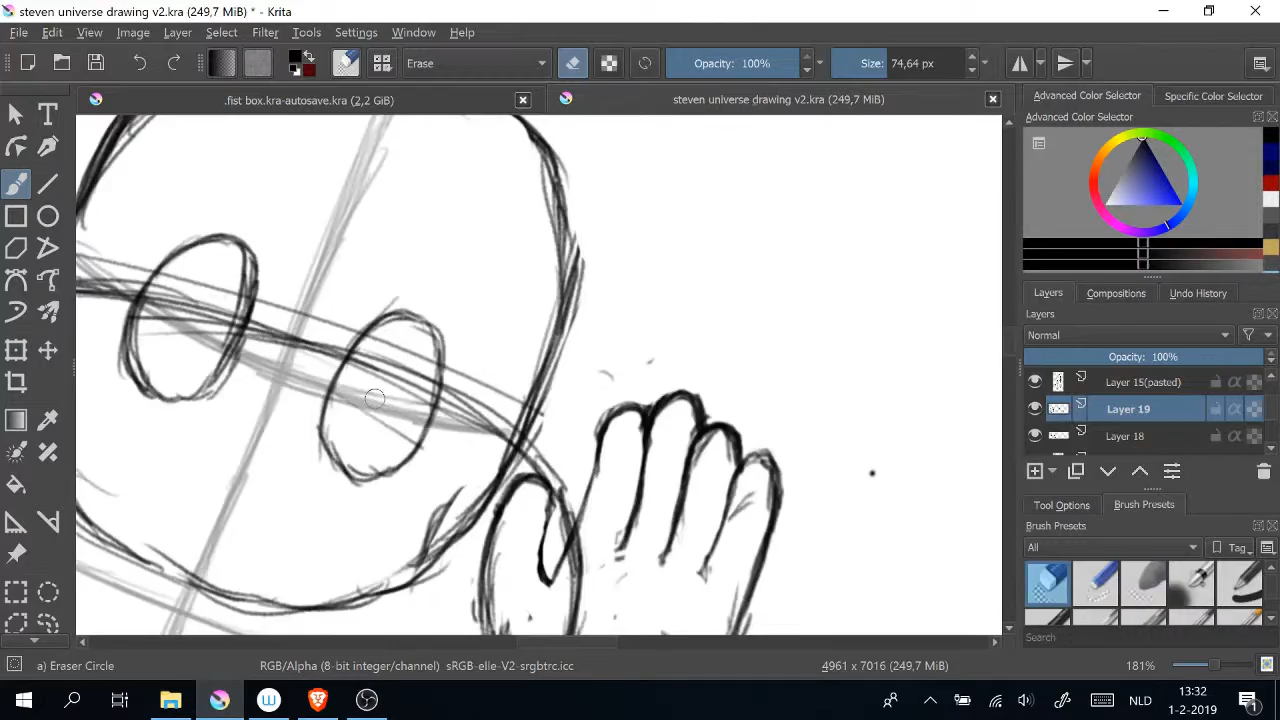 steven universe drawing v2.kra (249,7 MiB) * - Krita
File Edit View Image Layer Filter Tools Settings Window Help
Erase Opacity: 100% Size: 74,64 px
.fist box.kra-autosave.kra (2,2 GiB) steven universe drawing v2.kra (249,7 MiB)
Advanced Color Selector Specific Color Selector
Advanced Color Selector
Layers Compositions Undo History
Layers
Normal
Opacity: 100%
Layer 15(pasted)
Layer 19
Layer 18
Tool Options Brush Presets
Brush Presets
All Tag
Search
a) Eraser Circle RGB/Alpha (8-bit integer/channel) sRGB-elle-V2-srgbtrc.icc 4961 x 7016 (249,7 MiB) 181%
NLD 13:32
1-2-2019 1